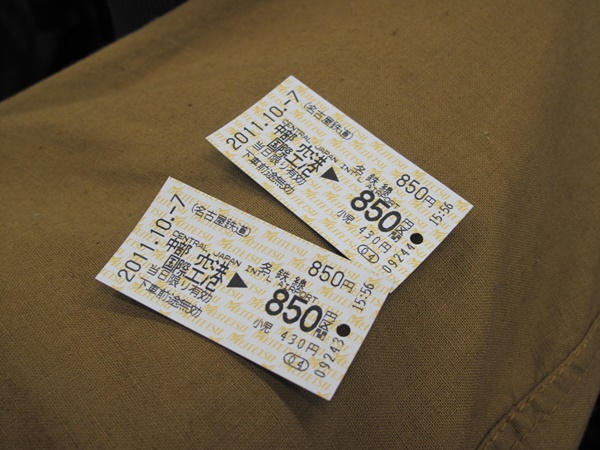 2011.10.-7
(名古屋鉄道)
中部
国際
空港
CENTRAL JAPAN INT'L AIRPORT
▶
名鉄線
850円
850円
区間
小児 430円
当日限り有効
下車前途無効
15:56
04
09244
2011.10.-7
(名古屋鉄道)
中部
国際
空港
CENTRAL JAPAN INT'L AIRPORT
▶
名鉄線
850円
850円
区間
小児 430円
当日限り有効
下車前途無効
15:56
04
09243
MEITETSU